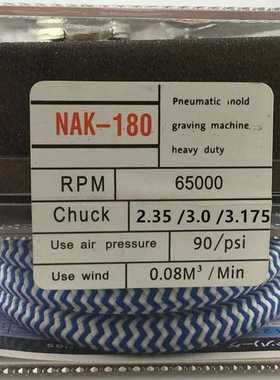 NAK-180
Pneumatic mold
graving machine
heavy duty
RPM 65000
Chuck 2.35 /3.0 /3.175
Use air pressure 90/psi
Use wind 0.08M³/Min